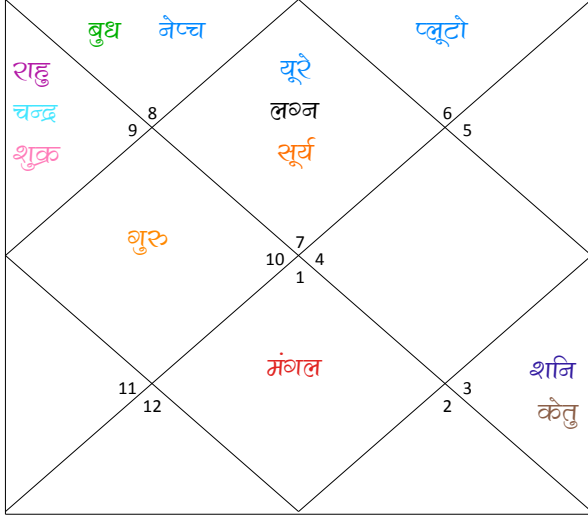 बुध नेप्च
प्लूटो
राहु
चन्द्र
शुक्र
यूरे
लग्न
सूर्य
8
9
6
5
गुरु
7
10 4
1
मंगल
शनि
केतु
11
12
3
2